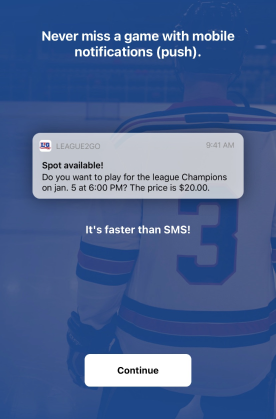 Never miss a game with mobile
notifications (push).
LEAGUE2GO
9:41 AM
Spot available!
Do you want to play for the league Champions
on jan. 5 at 6:00 PM? The price is $20.00.
It's faster than SMS!
3
Continue